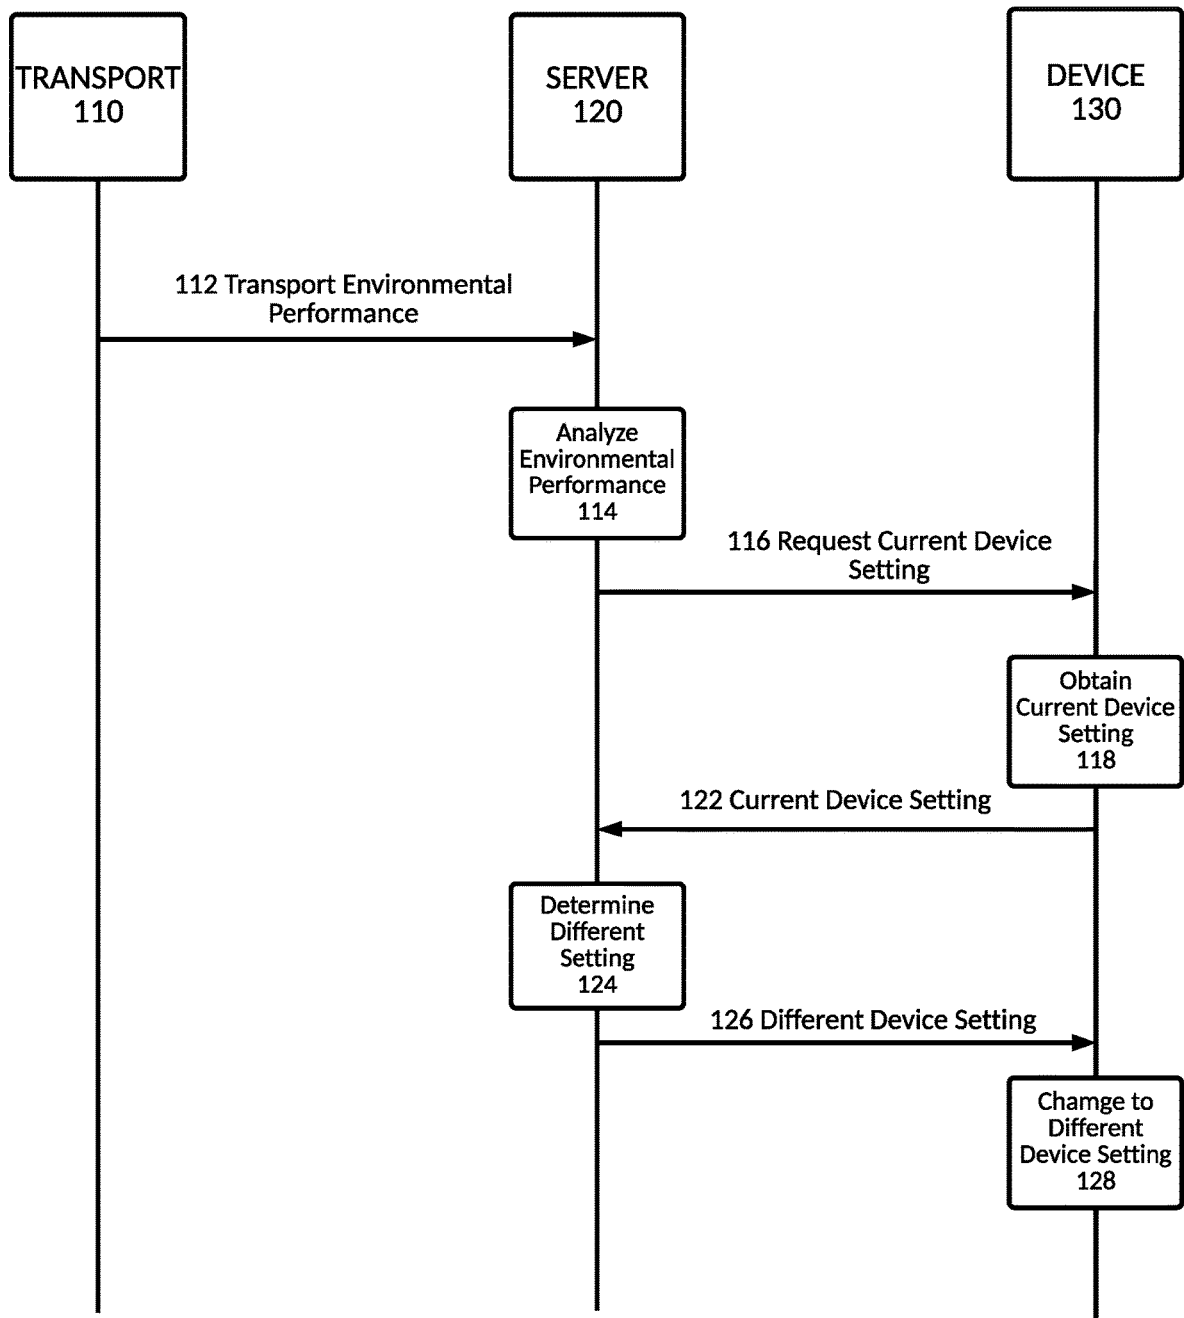 TRANSPORT
110
SERVER
120
DEVICE
130
112 Transport Environmental
Performance
Analyze
Environmental
Performance
114
116 Request Current Device
Setting
Obtain
Current Device
Setting
118
122 Current Device Setting
Determine
Different
Setting
124
126 Different Device Setting
Chamge to
Different
Device Setting
128